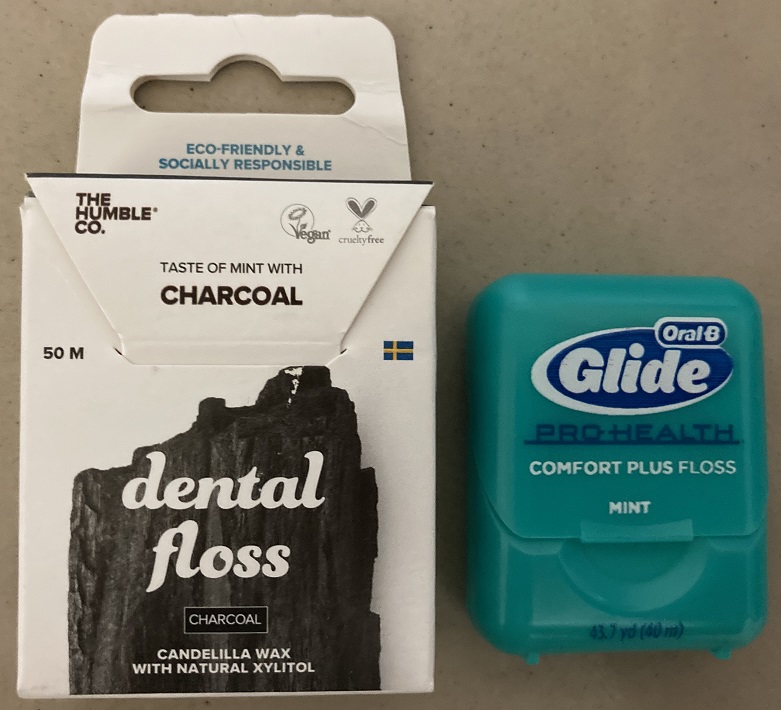 ECO-FRIENDLY &
SOCIALLY RESPONSIBLE
THE
HUMBLE®
CO.
Vegan
crueltyfree
TASTE OF MINT WITH
CHARCOAL
50 M
dental
floss
CHARCOAL
CANDELILLA WAX
WITH NATURAL XYLITOL
Oral-B
Glide
PRO-HEALTH
COMFORT PLUS FLOSS
MINT
43.7 yd (40 m)